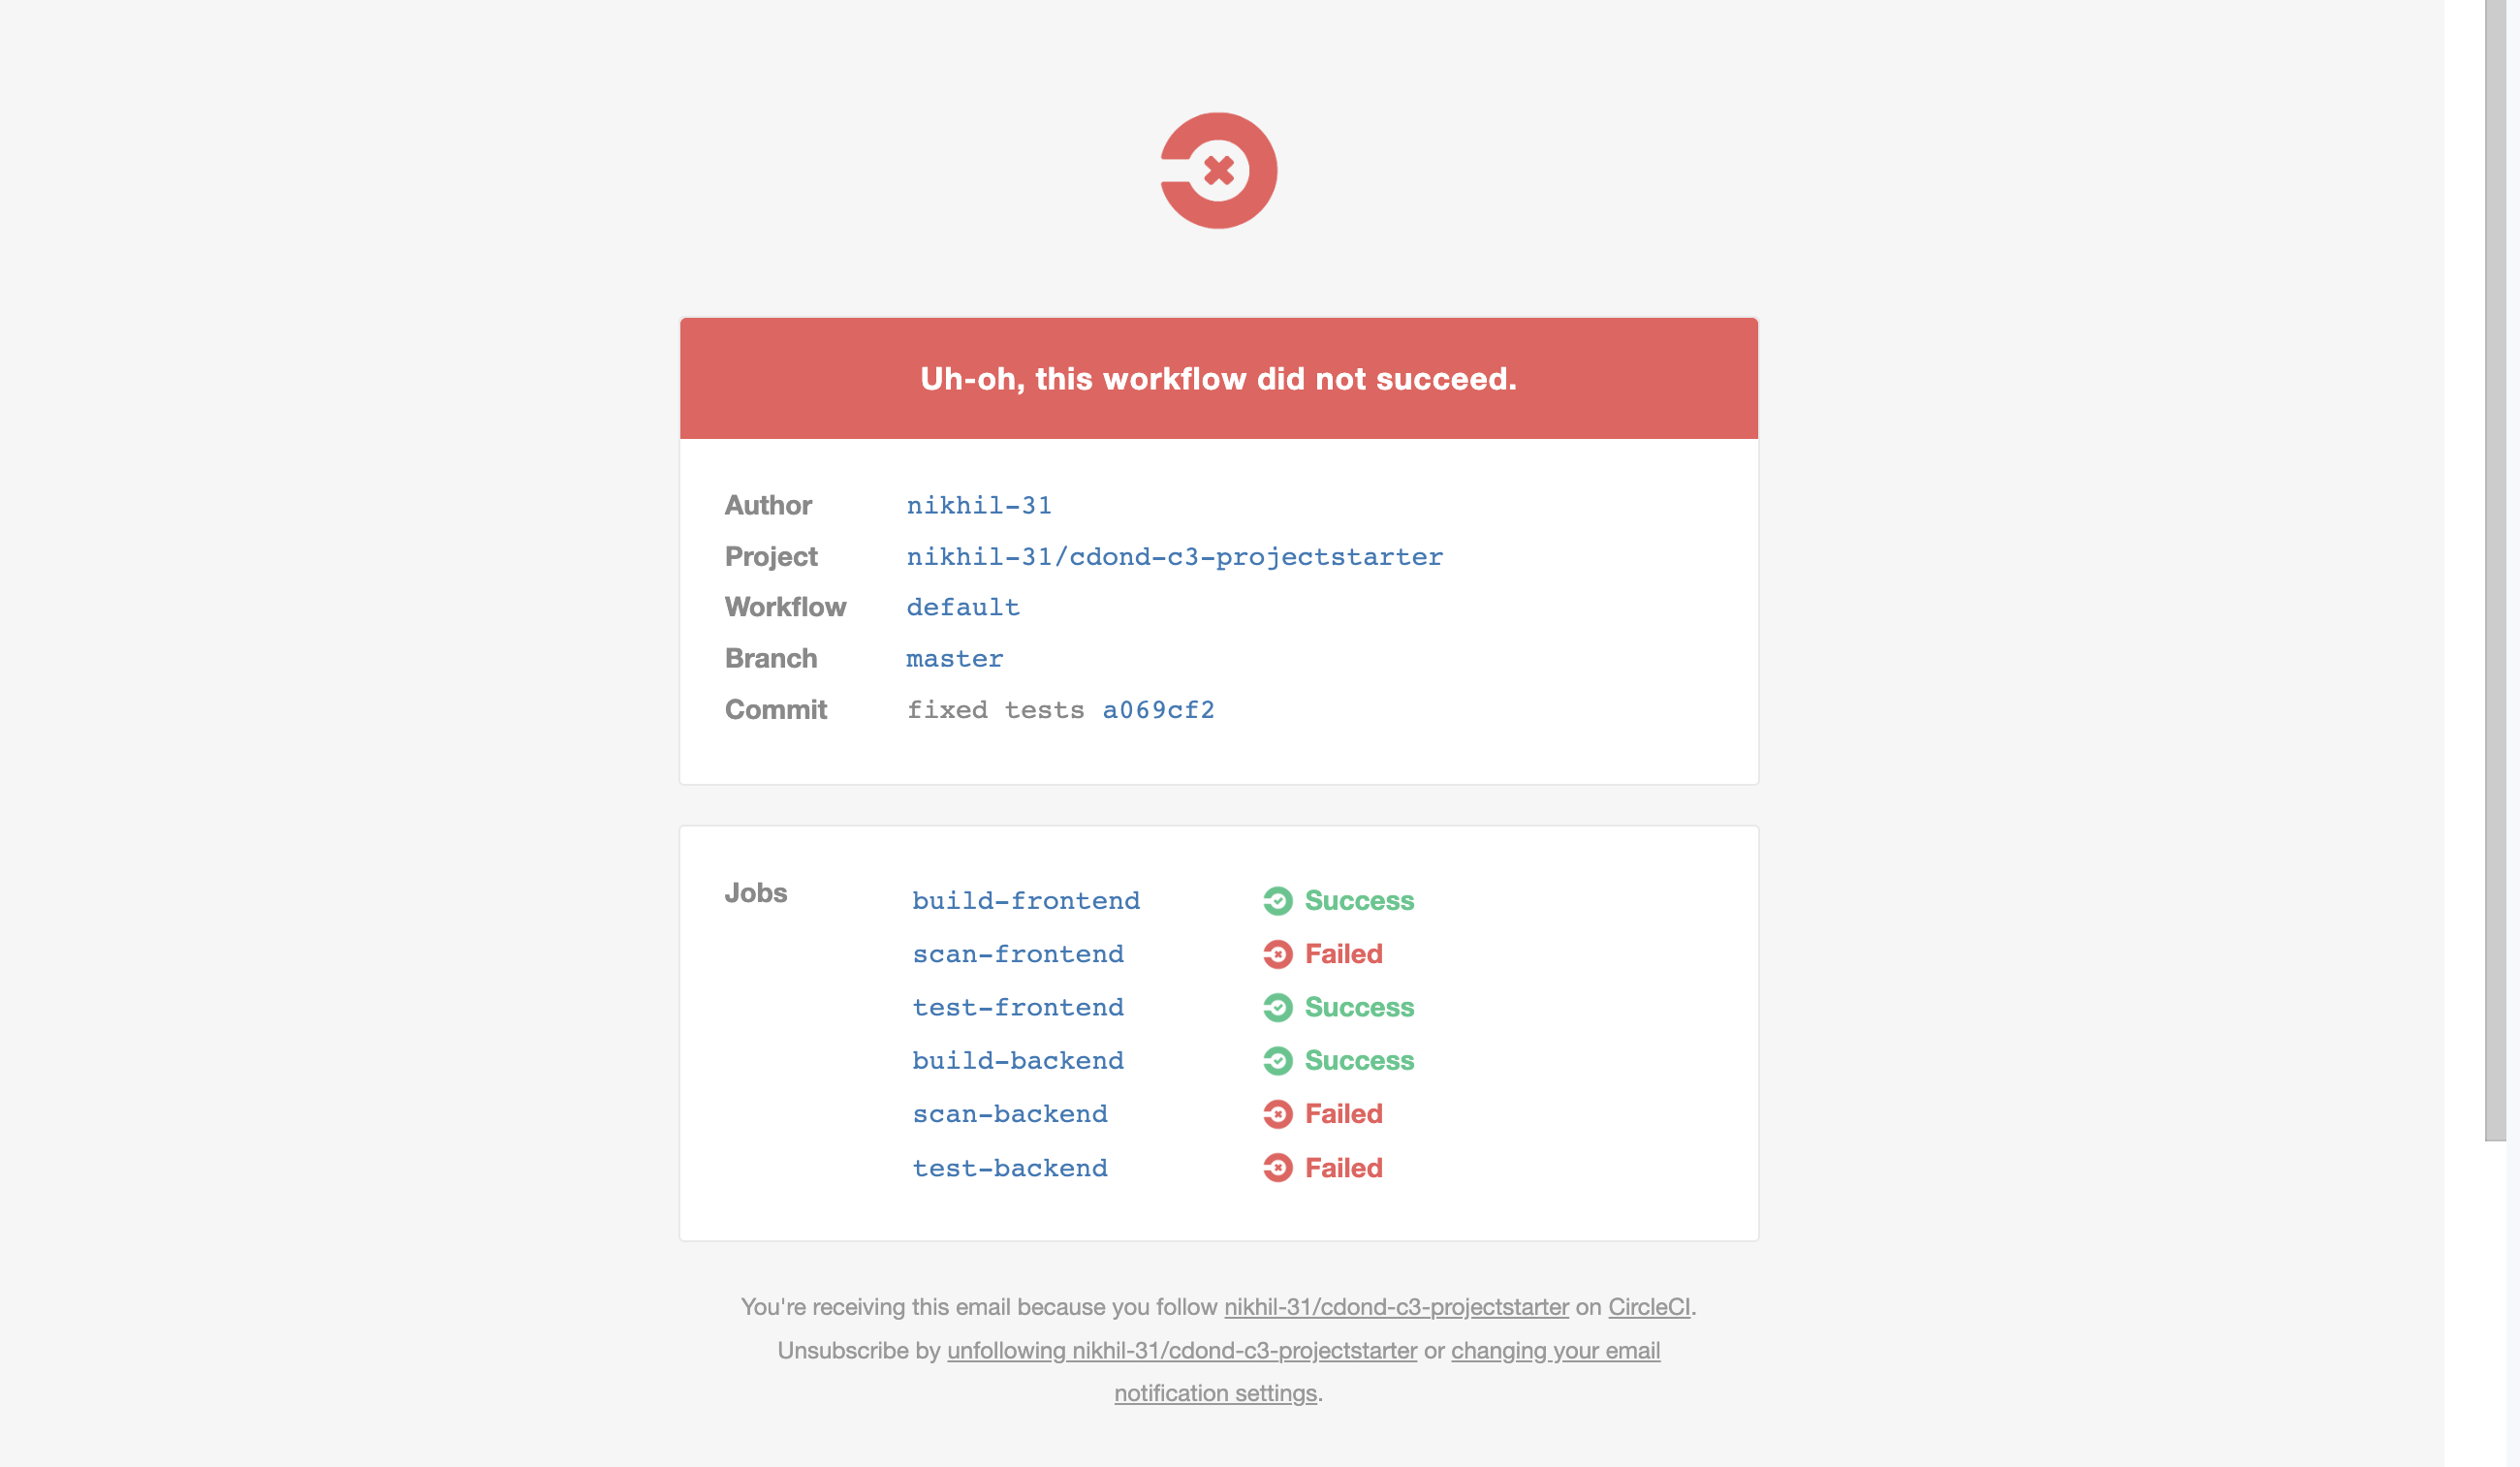 Uh-oh, this workflow did not succeed.
Author nikhil-31
Project nikhil-31/cdond-c3-projectstarter
Workflow default
Branch master
Commit fixed tests a069cf2
Jobs build-frontend Success
scan-frontend Failed
test-frontend Success
build-backend Success
scan-backend Failed
test-backend Failed
You're receiving this email because you follow nikhil-31/cdond-c3-projectstarter on CircleCI.
Unsubscribe by unfollowing nikhil-31/cdond-c3-projectstarter or changing your email
notification settings.